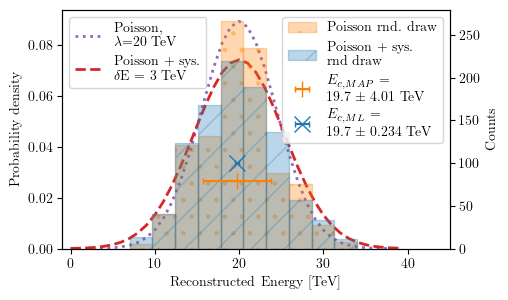 Poisson,
λ=20 TeV
Poisson + sys.
δE = 3 TeV
Poisson rnd. draw
Poisson + sys.
rnd draw
E_{c,MAP} =
19.7 ± 4.01 TeV
E_{c,ML} =
19.7 ± 0.234 TeV
Probability density
0.08
0.06
0.04
0.02
0.00
250
200
150
100
50
0
Counts
0 10 20 30 40
Reconstructed Energy [TeV]